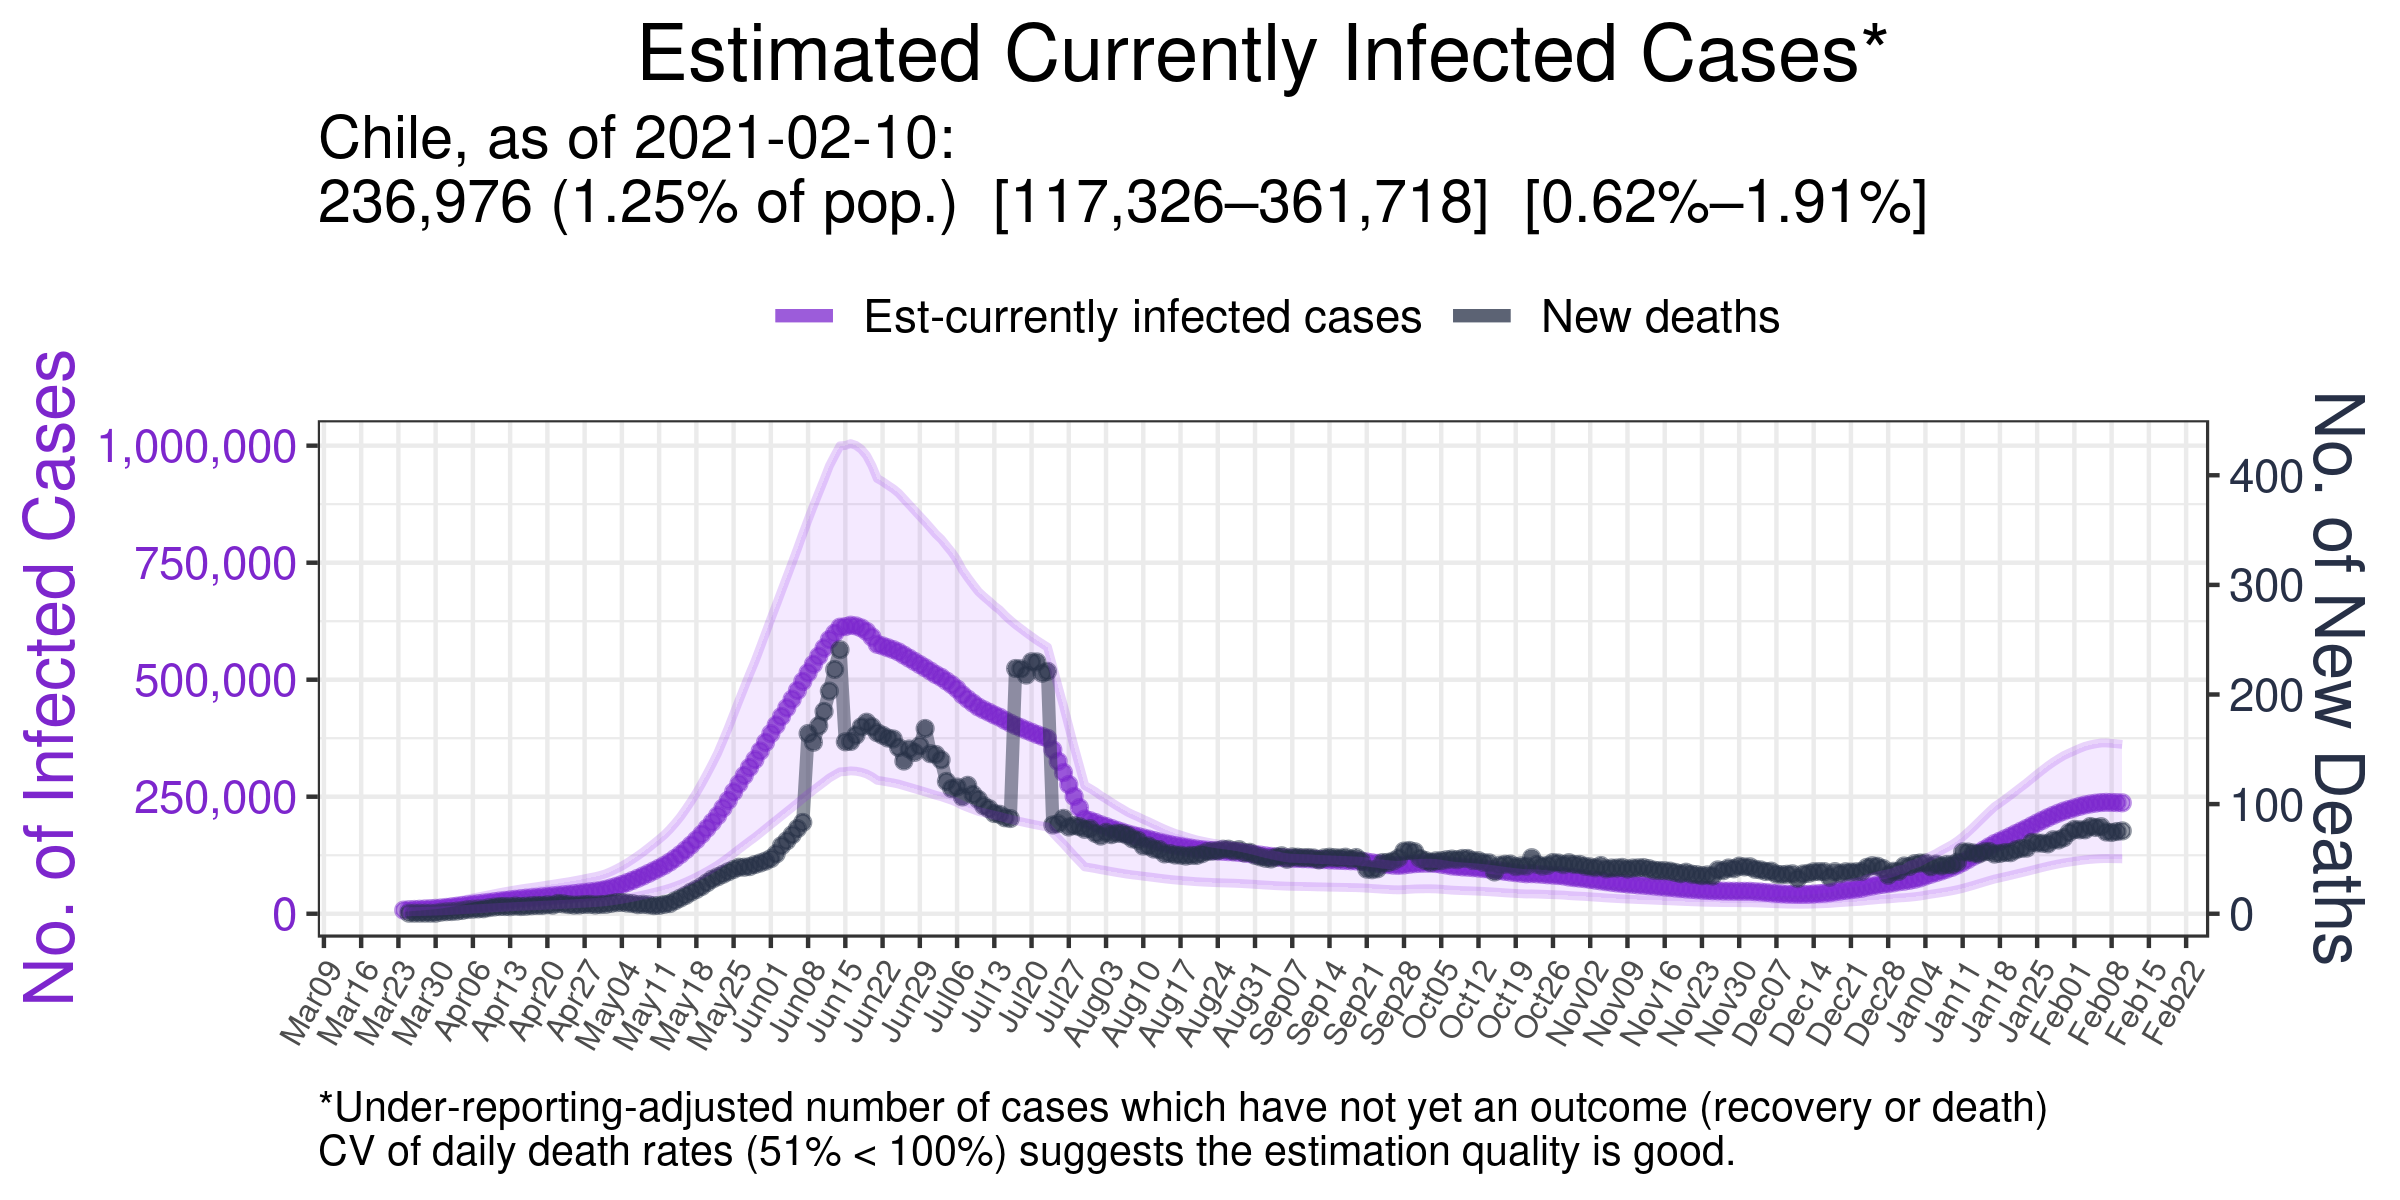 Estimated Currently Infected Cases*
Chile, as of 2021-02-10:
236,976 (1.25% of pop.) [117,326–361,718] [0.62%–1.91%]
Est-currently infected cases
New deaths
No. of Infected Cases
1,000,000
750,000
500,000
250,000
0
No. of New Deaths
400
300
200
100
0
Mar09
Mar16
Mar23
Mar30
Apr06
Apr13
Apr20
Apr27
May04
May11
May18
May25
Jun01
Jun08
Jun15
Jun22
Jun29
Jul06
Jul13
Jul20
Jul27
Aug03
Aug10
Aug17
Aug24
Aug31
Sep07
Sep14
Sep21
Sep28
Oct05
Oct12
Oct19
Oct26
Nov02
Nov09
Nov16
Nov23
Nov30
Dec07
Dec14
Dec21
Dec28
Jan04
Jan11
Jan18
Jan25
Feb01
Feb08
Feb15
Feb22
*Under-reporting-adjusted number of cases which have not yet an outcome (recovery or death)
CV of daily death rates (51% < 100%) suggests the estimation quality is good.